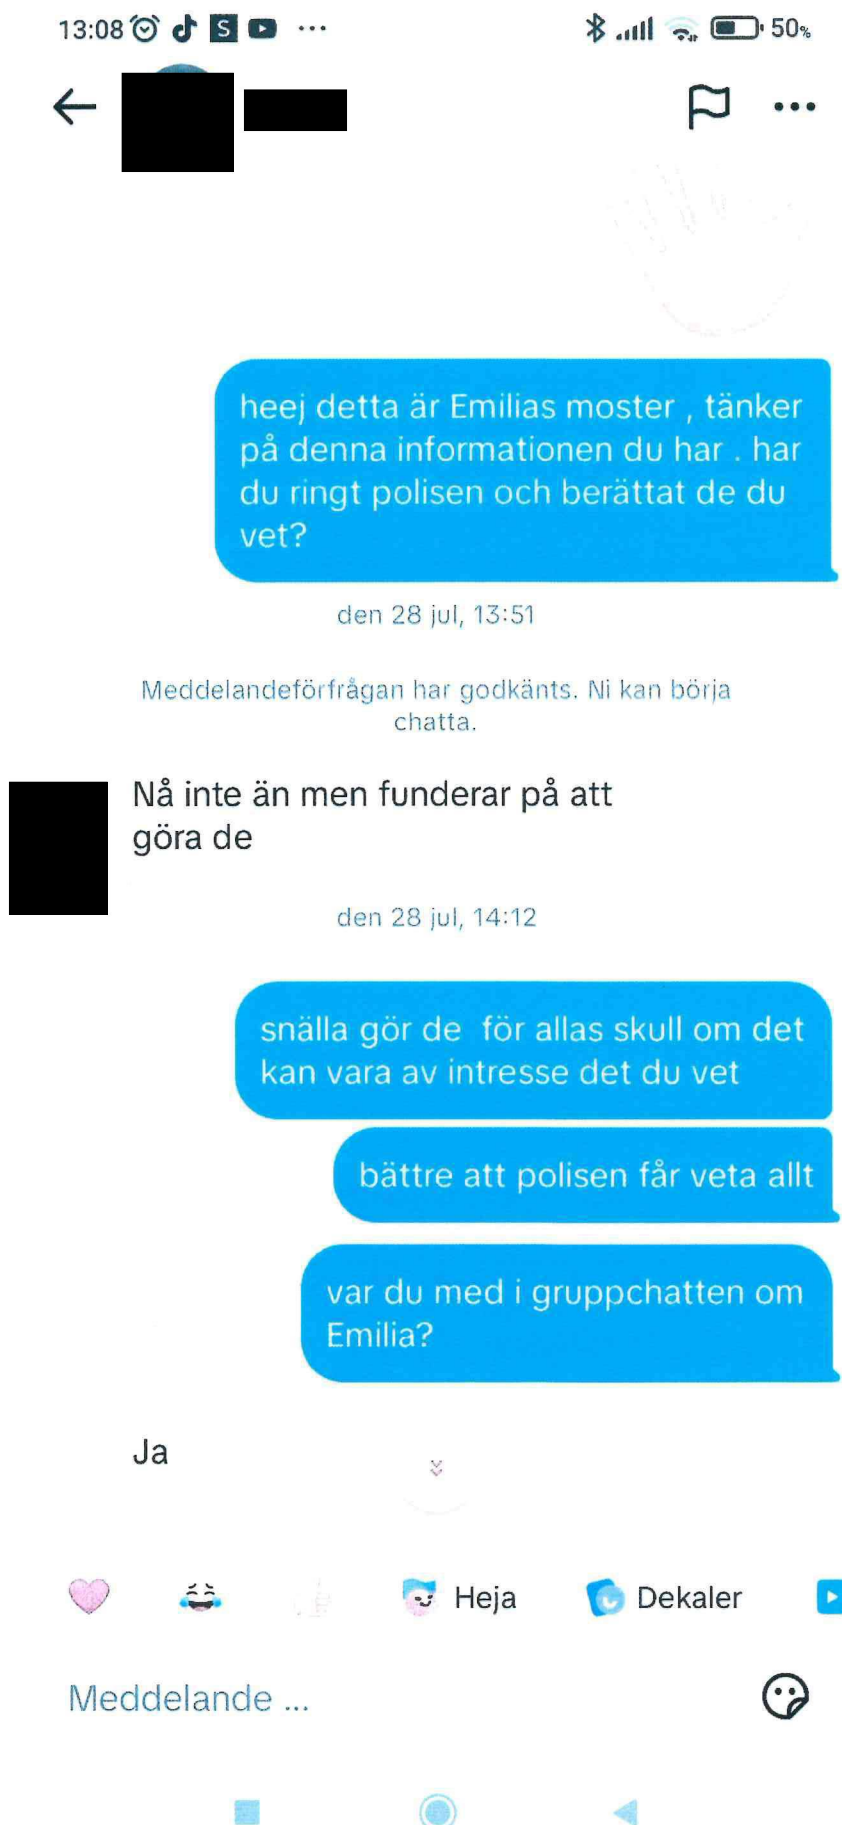 13:08 S ...
50%
heej detta är Emilias moster , tänker
på denna informationen du har . har
du ringt polisen och berättat de du
vet?
den 28 jul, 13:51
Meddelandeförfrågan har godkänts. Ni kan börja
chatta.
Nå inte än men funderar på att
göra de
den 28 jul, 14:12
snälla gör de  för allas skull om det
kan vara av intresse det du vet
bättre att polisen får veta allt
var du med i gruppchatten om
Emilia?
Ja
Heja Dekaler
Meddelande ...